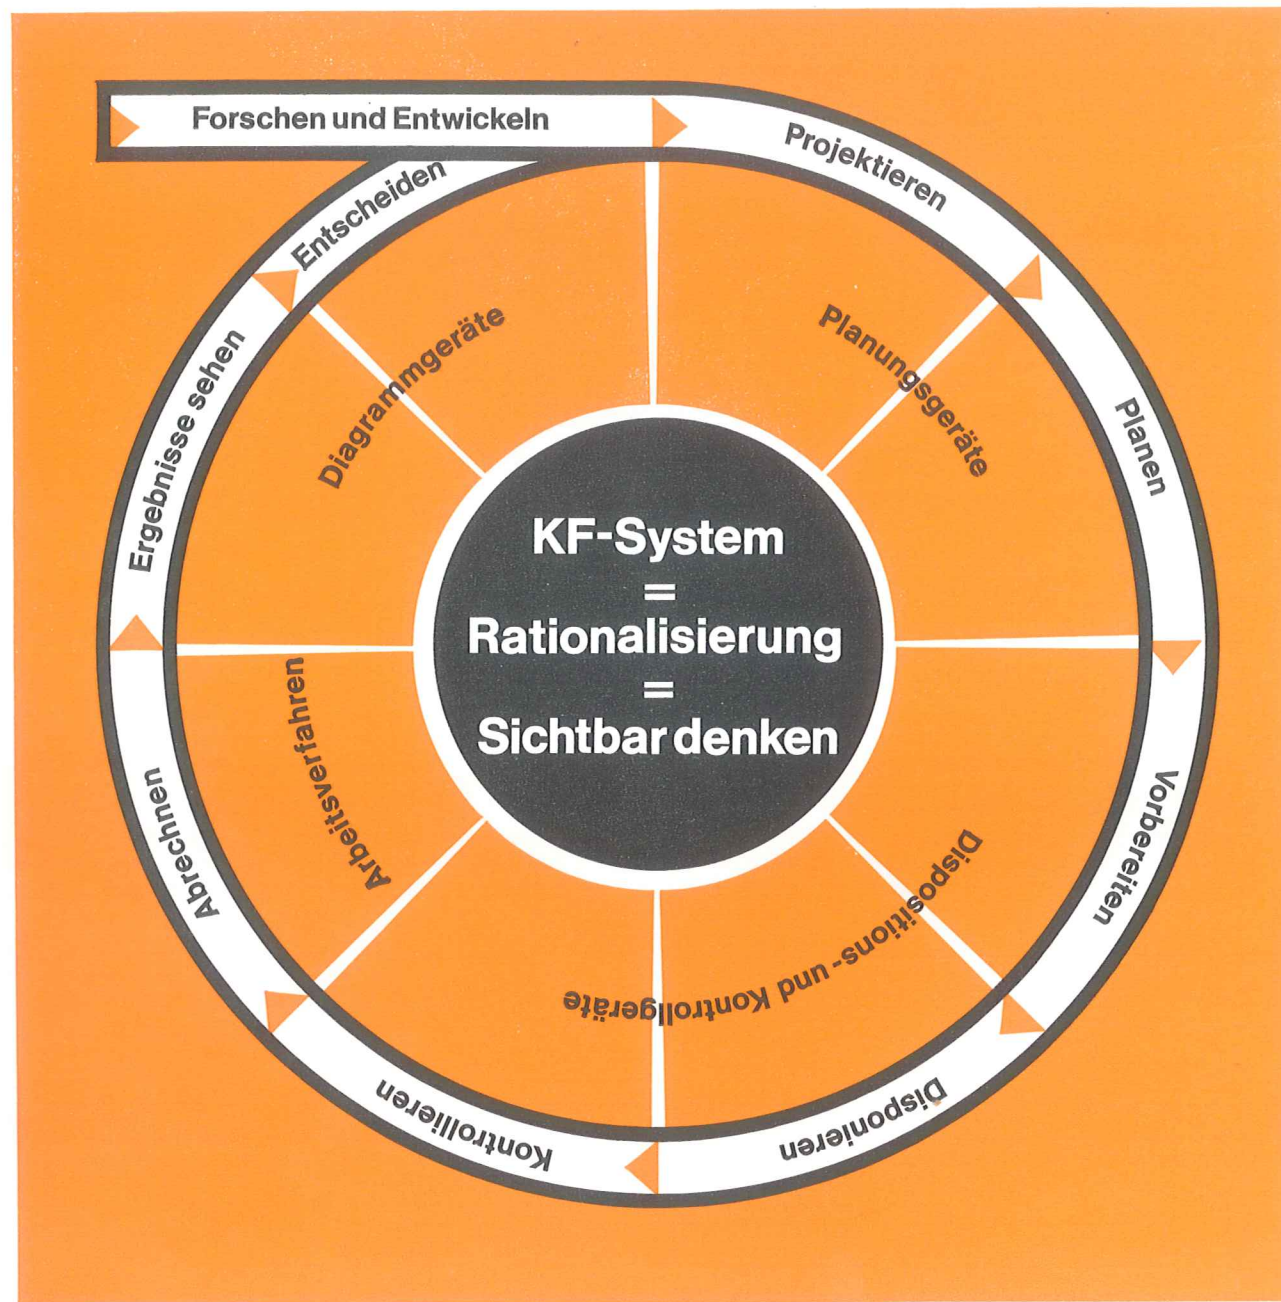 Forschen und Entwickeln
Projektieren
Planen
Vorbereiten
Disponieren
Kontrollieren
Abrechnen
Ergebnisse sehen
Entscheiden
Diagrammgeräte
Planungsgeräte
Dispositions- und Kontrollgeräte
Arbeitsverfahren
KF-System
=
Rationalisierung
=
Sichtbar denken